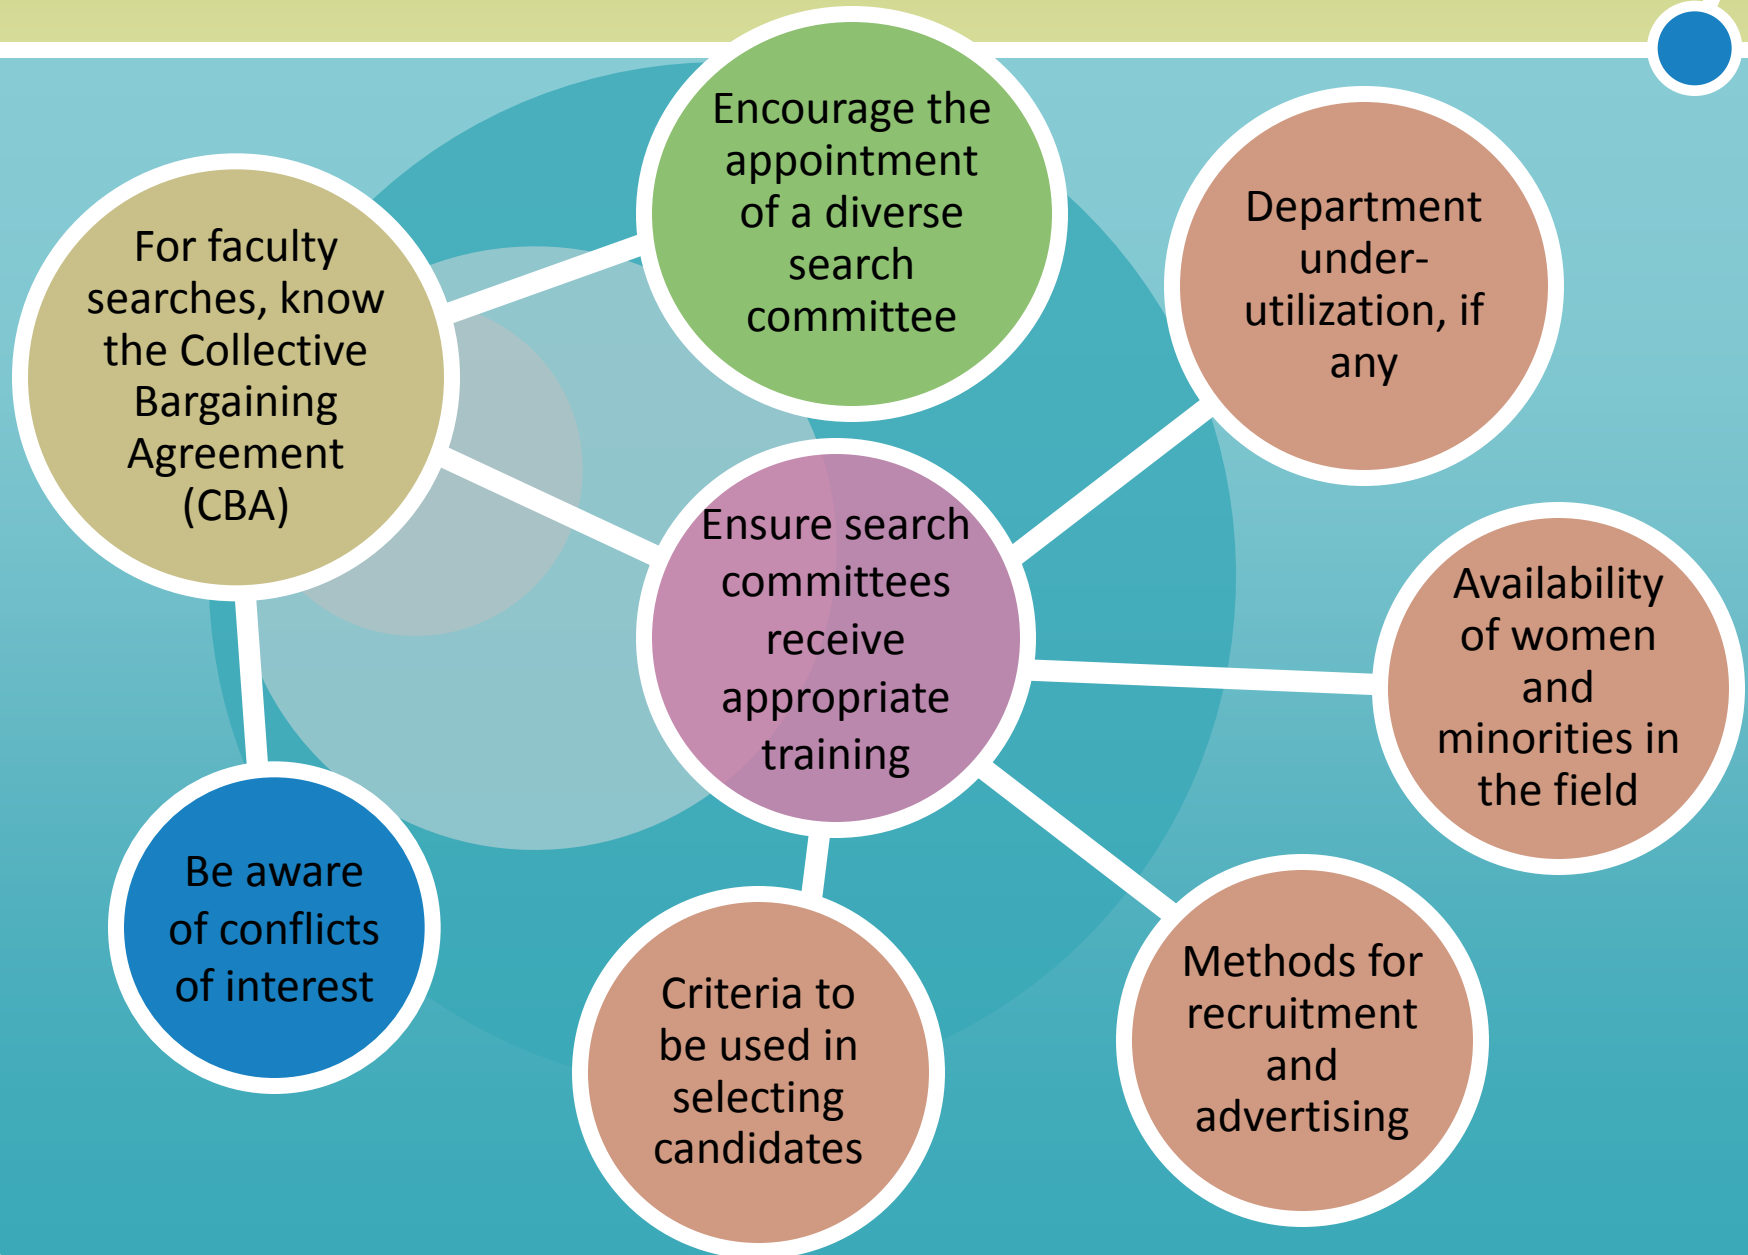 For faculty
searches, know
the Collective
Bargaining
Agreement
(CBA)
Encourage the
appointment
of a diverse
search
committee
Ensure search
committees
receive
appropriate
training
Be aware
of conflicts
of interest
Department
under-
utilization, if
any
Availability
of women
and
minorities in
the field
Methods for
recruitment
and
advertising
Criteria to
be used in
selecting
candidates